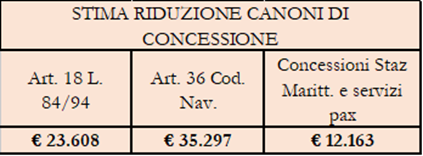 STIMA RIDUZIONE CANONI DI
CONCESSIONE
Art. 18 L.
84/94
Art. 36 Cod.
Nav.
Concessioni Staz
Maritt. e servizi
pax
€ 23.608
€ 35.297
€ 12.163